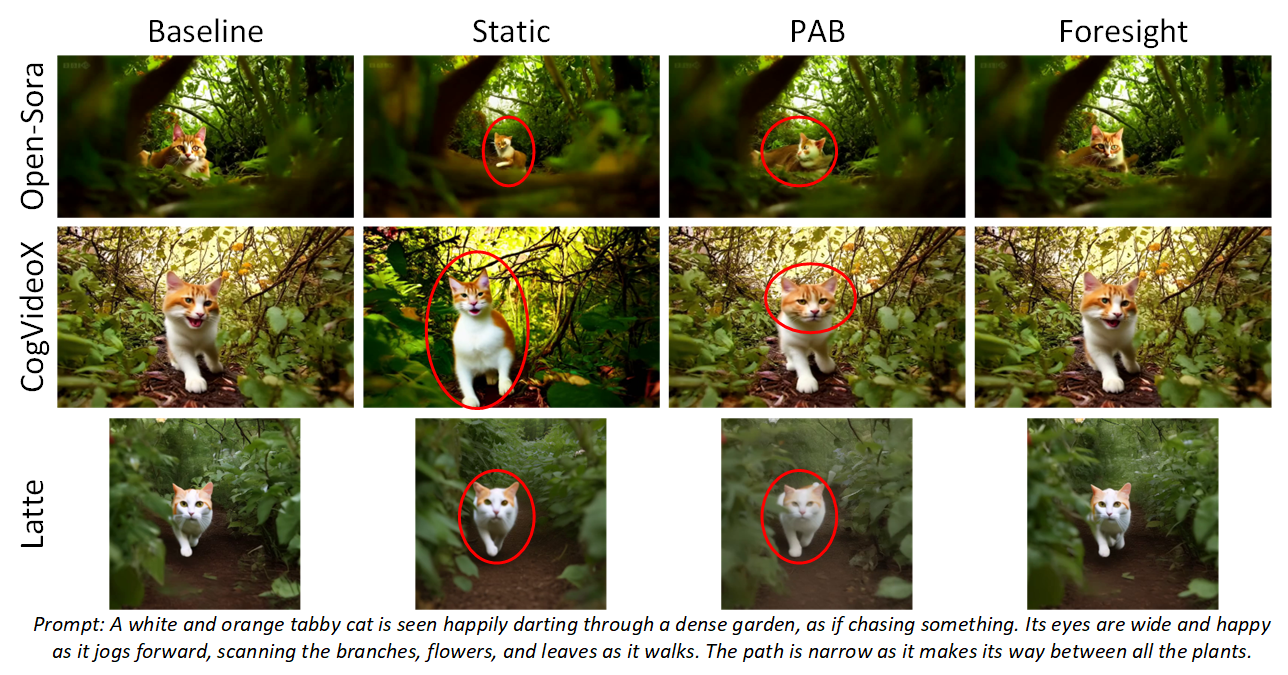 Baseline Static PAB Foresight
Open-Sora
CogVideoX
Latte
Prompt: A white and orange tabby cat is seen happily darting through a dense garden, as if chasing something. Its eyes are wide and happy
as it jogs forward, scanning the branches, flowers, and leaves as it walks. The path is narrow as it makes its way between all the plants.